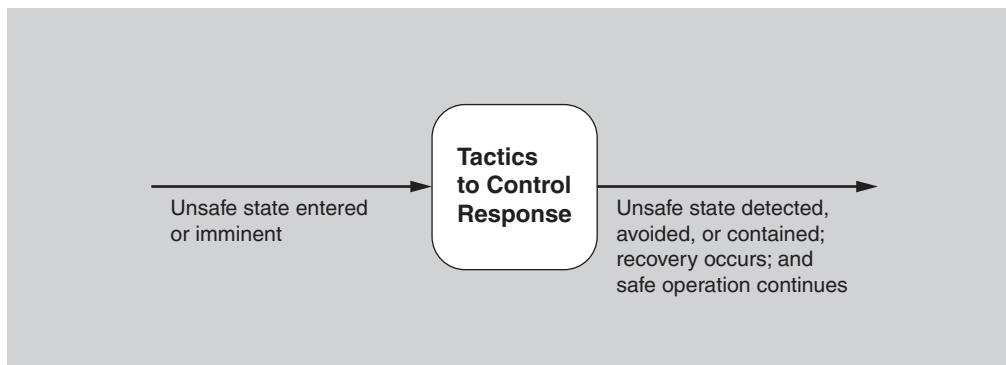 Unsafe state entered
or imminent
Tactics
to Control
Response
Unsafe state detected,
avoided, or contained;
recovery occurs; and
safe operation continues